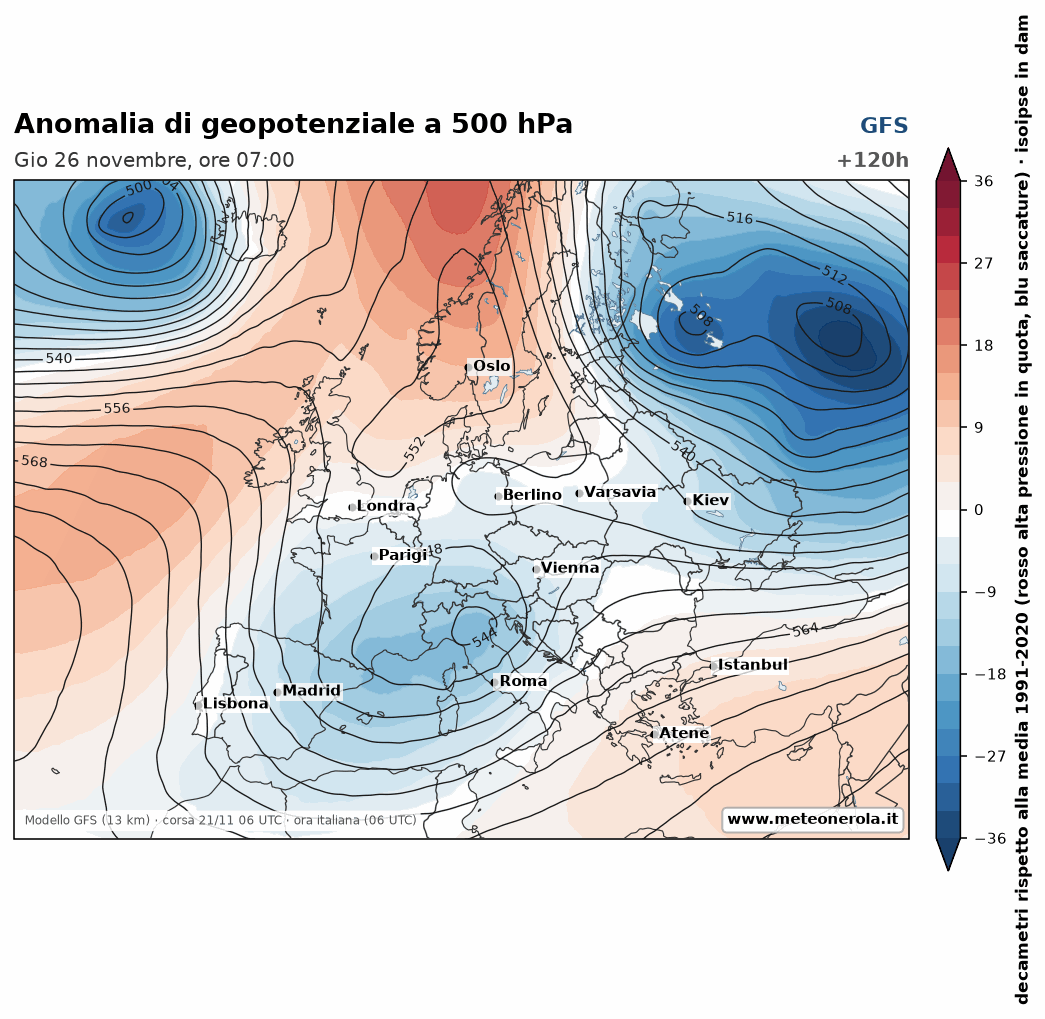 Anomalia di geopotenziale a 500 hPa
GFS
Gio 26 novembre, ore 07:00
+120h
500
516
512
508
508
540
556
568
552
540
544
564
Oslo
Berlino
Varsavia
Kiev
Londra
Parigi
Vienna
Istanbul
Roma
Madrid
Lisbona
Atene
Modello GFS (13 km) · corsa 21/11 06 UTC · ora italiana (06 UTC)
www.meteonerola.it
36
27
18
9
0
−9
−18
−27
−36
decametri rispetto alla media 1991-2020 (rosso alta pressione in quota, blu saccature) · isoipse in dam